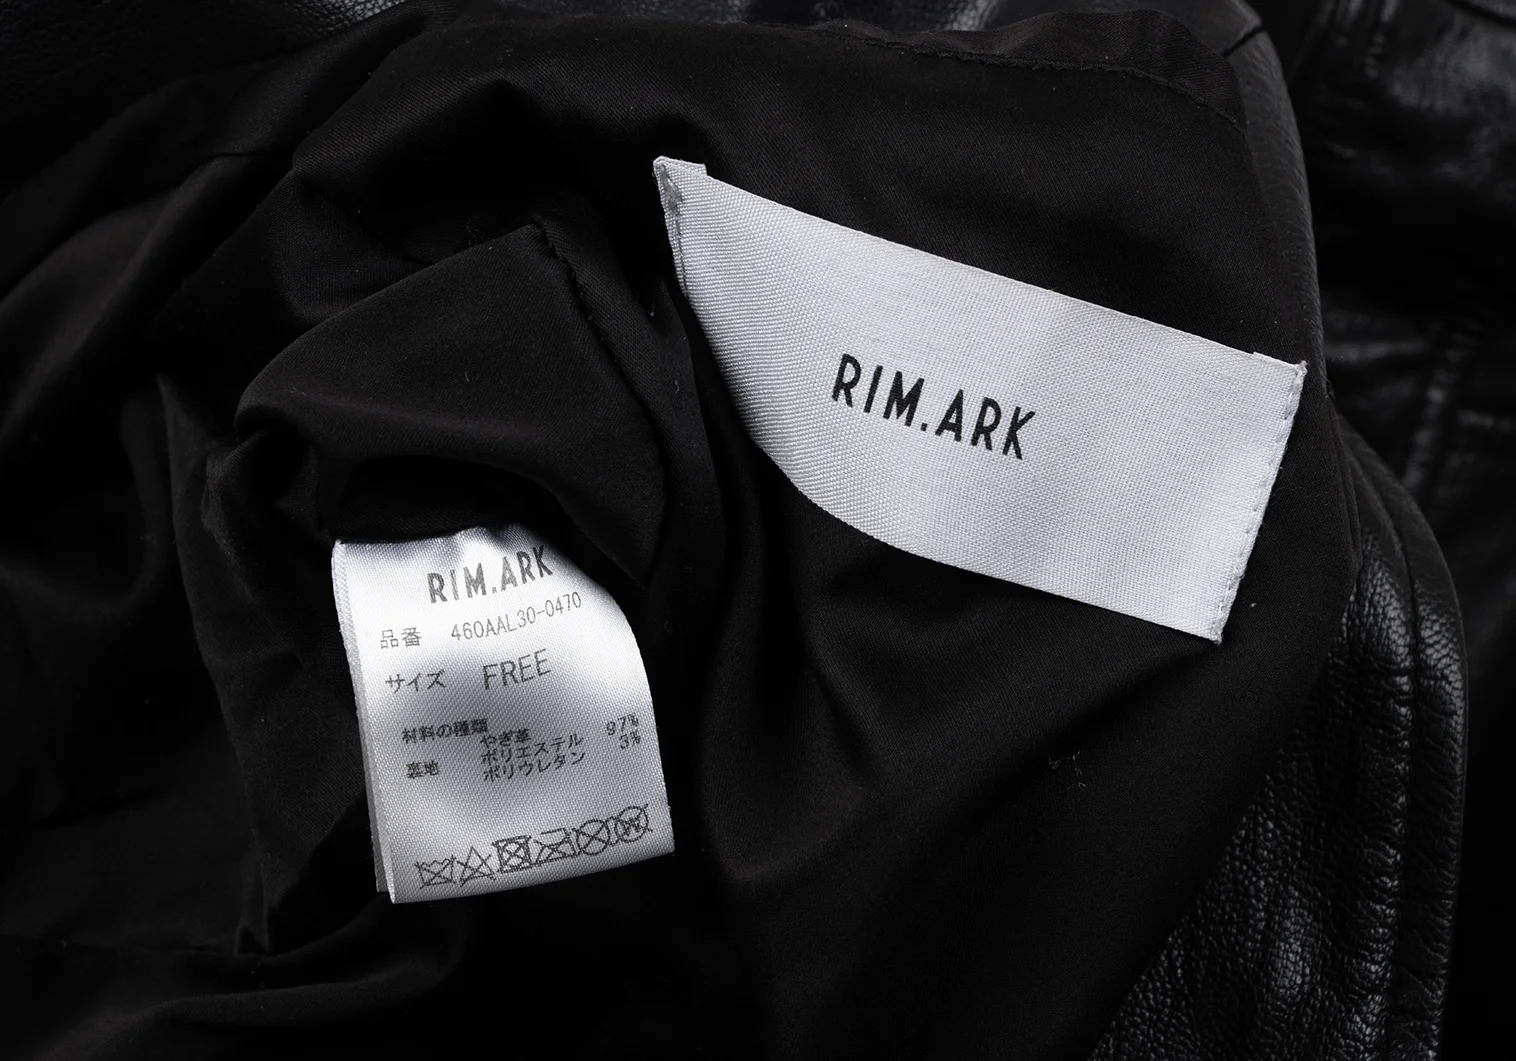 RIM.ARK
RIM.ARK
品番 460AAL30-0470
サイズ FREE
材料の種類
やぎ革
裏地 ポリエステル 97%
ポリウレタン 3%